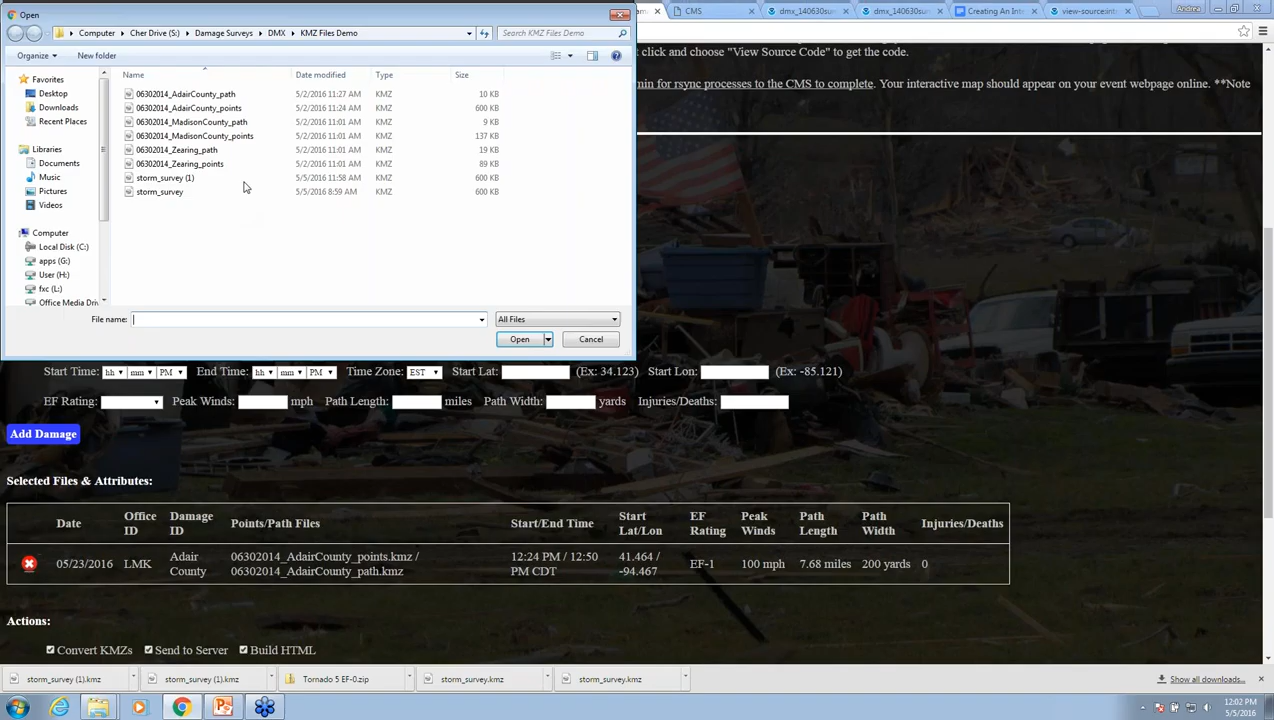 Open
Andrea
CMS
dmx_140630su
dmx_140630su
Creating An Inte
view-source:int
Computer
Cher Drive (S:)
Damage Surveys
DMX
KMZ Files Demo
Search KMZ Files Demo
Organize
New folder
click and choose "View Source Code" to get the code.
min for rsync processes to the CMS to complete. Your interactive map should appear on your event webpage online. **Note
Name
Date modified
Type
Size
Favorites
Desktop
Downloads
Recent Places
Libraries
Documents
Music
Pictures
Videos
Computer
Local Disk (C:)
apps (G:)
User (H:)
fxc (L:)
Office Media Driv
06302014_AdairCounty_path 5/2/2016 11:27 AM KMZ 10 KB
06302014_AdairCounty_points 5/2/2016 11:24 AM KMZ 600 KB
06302014_MadisonCounty_path 5/2/2016 11:01 AM KMZ 9 KB
06302014_MadisonCounty_points 5/2/2016 11:01 AM KMZ 137 KB
06302014_Zearing_path 5/2/2016 11:01 AM KMZ 19 KB
06302014_Zearing_points 5/2/2016 11:01 AM KMZ 89 KB
storm_survey (1) 5/5/2016 11:58 AM KMZ 600 KB
storm_survey 5/5/2016 8:59 AM KMZ 600 KB
File name:
All Files
Open
Cancel
Start Time: hh mm PM End Time: hh mm PM Time Zone: EST Start Lat: (Ex: 34.123) Start Lon: (Ex: -85.121)
EF Rating: Peak Winds: mph Path Length: miles Path Width: yards Injuries/Deaths:
Add Damage
Selected Files & Attributes:
Date
Office ID
Damage ID
Points/Path Files
Start/End Time
Start Lat/Lon
EF Rating
Peak Winds
Path Length
Path Width
Injuries/Deaths
05/23/2016
LMK
Adair County
06302014_AdairCounty_points.kmz /
06302014_AdairCounty_path.kmz
12:24 PM / 12:50
PM CDT
41.464 /
-94.467
EF-1
100 mph
7.68 miles
200 yards
0
Actions:
Convert KMZs Send to Server Build HTML
storm_survey (1).kmz
storm_survey (1).kmz
Tornado 5 EF-0.zip
storm_survey.kmz
storm_survey.kmz
Show all downloads...
12:02 PM
5/5/2016